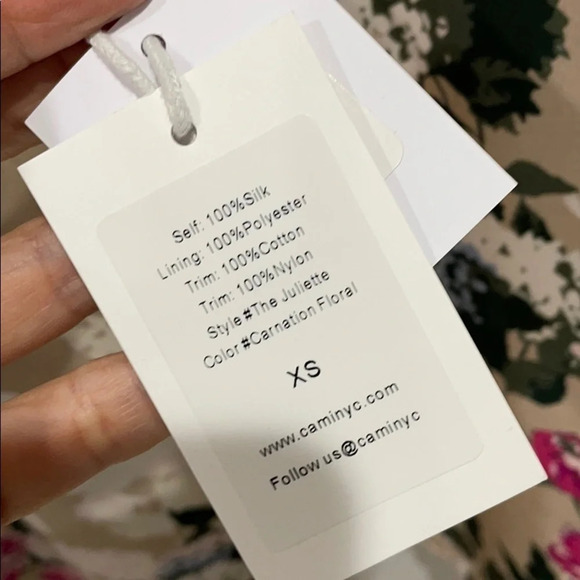 Self: 100%Silk
Lining: 100%Polyester
Trim: 100%Cotton
Trim: 100%Nylon
Style #The Juliette
Color #Carnation Floral
XS
www.caminyc.com
Follow us@caminyc